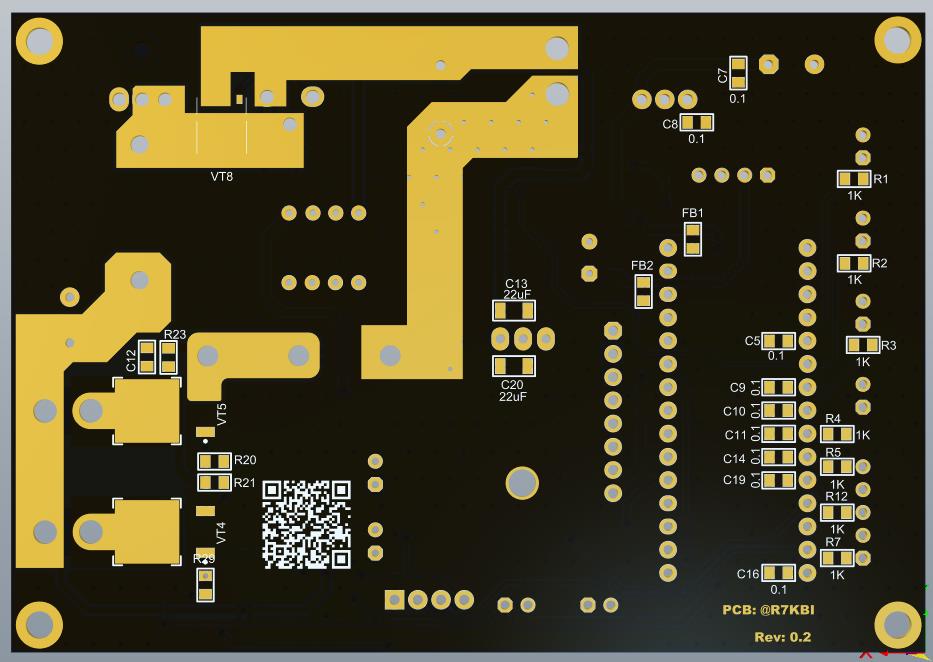 C7
0.1
C8
0.1
VT8
R1
1K
FB1
R2
1K
FB2
C13
22uF
R23
C12
C5
0.1
R3
1K
C20
22uF
C9
0.1
C10
0.1
VT5
R4
1K
C11
0.1
R20
C14
0.1
R5
1K
R21
C19
0.1
R12
1K
VT4
R7
1K
R29
C16
0.1
PCB: @R7KBI
Rev: 0.2
X